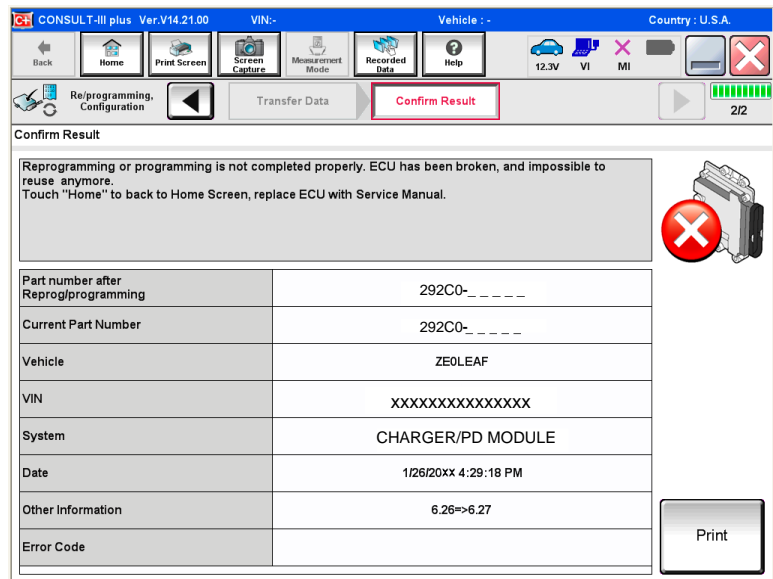 C+ CONSULT-III plus Ver.V14.21.00 VIN:- Vehicle : - Country : U.S.A.
Back Home Print Screen Screen Capture Measurement Mode Recorded Data Help 12.3V VI MI
Re/programming, Configuration Transfer Data Confirm Result 2/2
Confirm Result
Reprogramming or programming is not completed properly. ECU has been broken, and impossible to
reuse anymore.
Touch "Home" to back to Home Screen, replace ECU with Service Manual.
Part number after
Reprog/programming
292C0-_ _ _ _ _
Current Part Number 292C0-_ _ _ _ _
Vehicle ZE0LEAF
VIN XXXXXXXXXXXXXXX
System CHARGER/PD MODULE
Date 1/26/20xx 4:29:18 PM
Other Information 6.26=>6.27
Error Code
Print